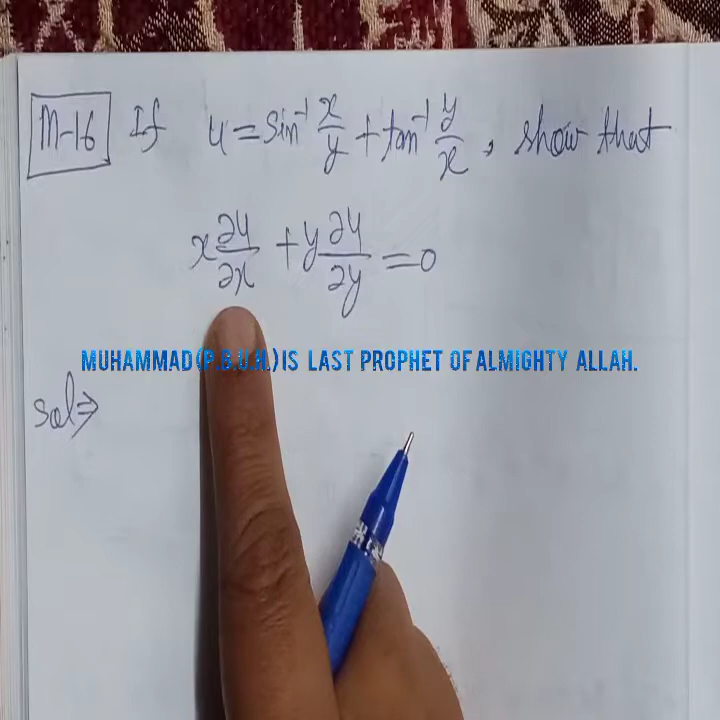 M-16 If u = sin⁻¹ x/y + tan⁻¹ y/x, show that
x ∂u/∂x + y ∂u/∂y = 0
MUHAMMAD (P.B.U.H.) IS LAST PROPHET OF ALMIGHTY ALLAH.
Sol⇒